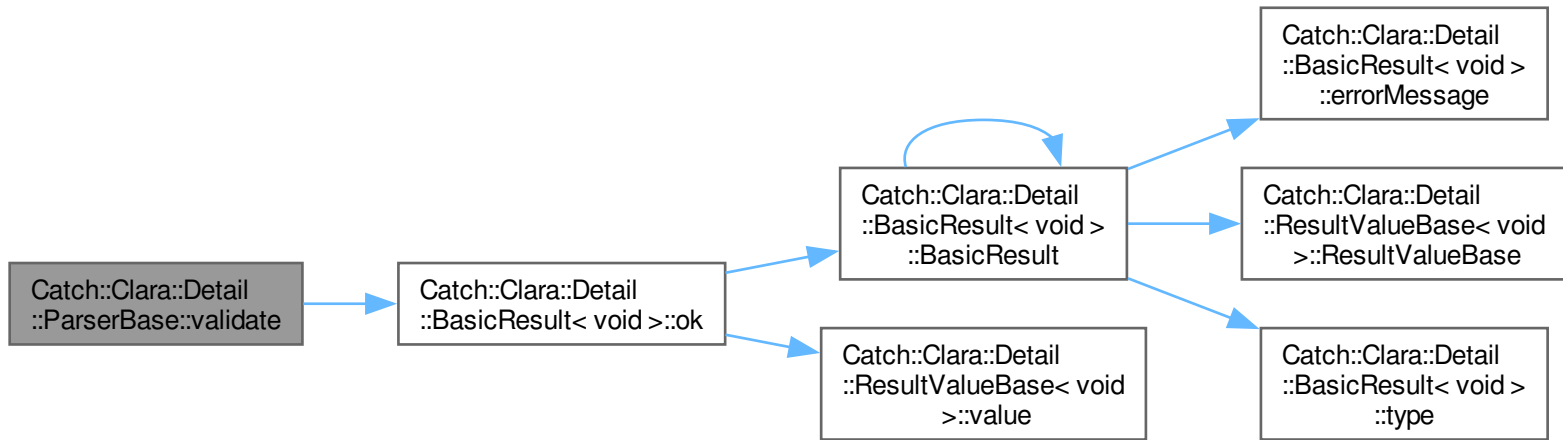 Catch::Clara::Detail
::ParserBase::validate
Catch::Clara::Detail
::BasicResult< void >::ok
Catch::Clara::Detail
::BasicResult< void >
::BasicResult
Catch::Clara::Detail
::ResultValueBase< void
>::value
Catch::Clara::Detail
::BasicResult< void >
::errorMessage
Catch::Clara::Detail
::ResultValueBase< void
>::ResultValueBase
Catch::Clara::Detail
::BasicResult< void >
::type